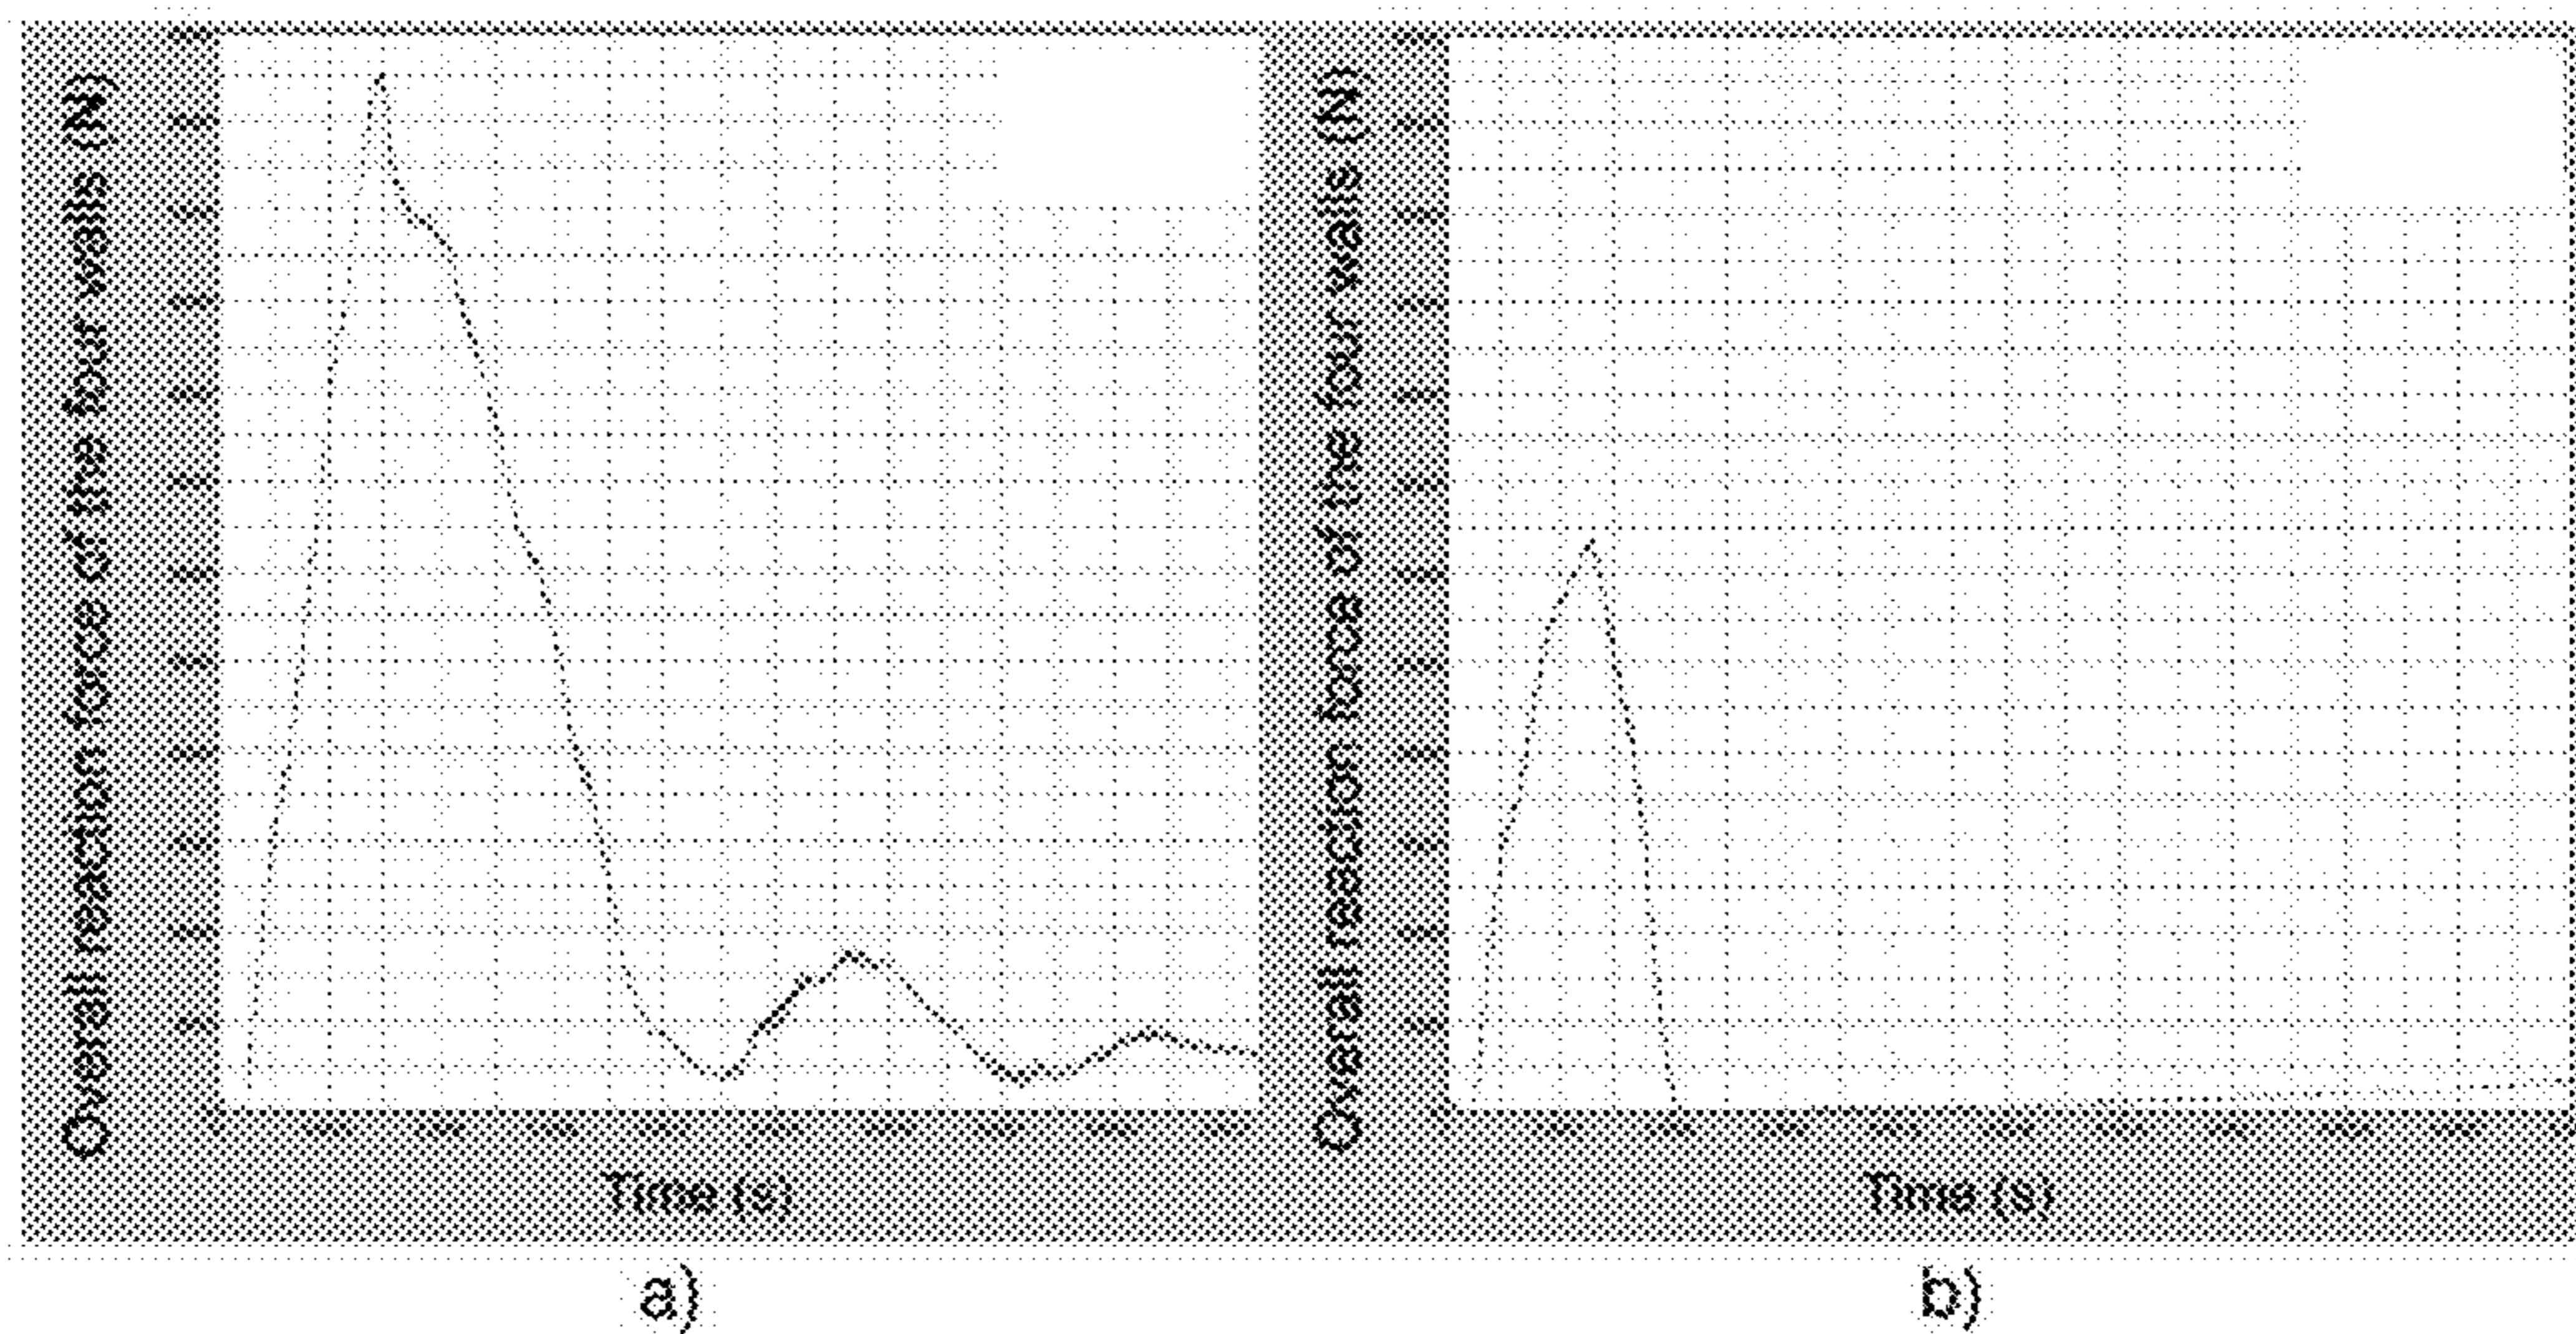 Overall reaction force of the four walls (N)
Time (s)
a)
Overall reaction force of the four walls (N)
Time (s)
b)